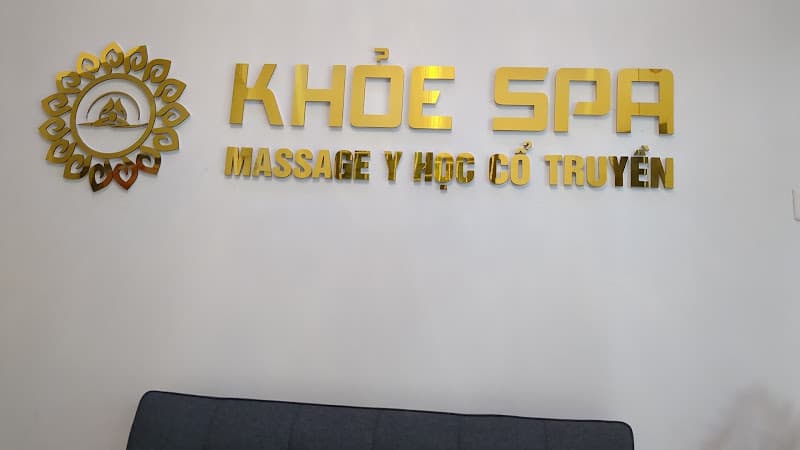 KHỎE SPA
MASSAGE Y HỌC CỔ TRUYỀN